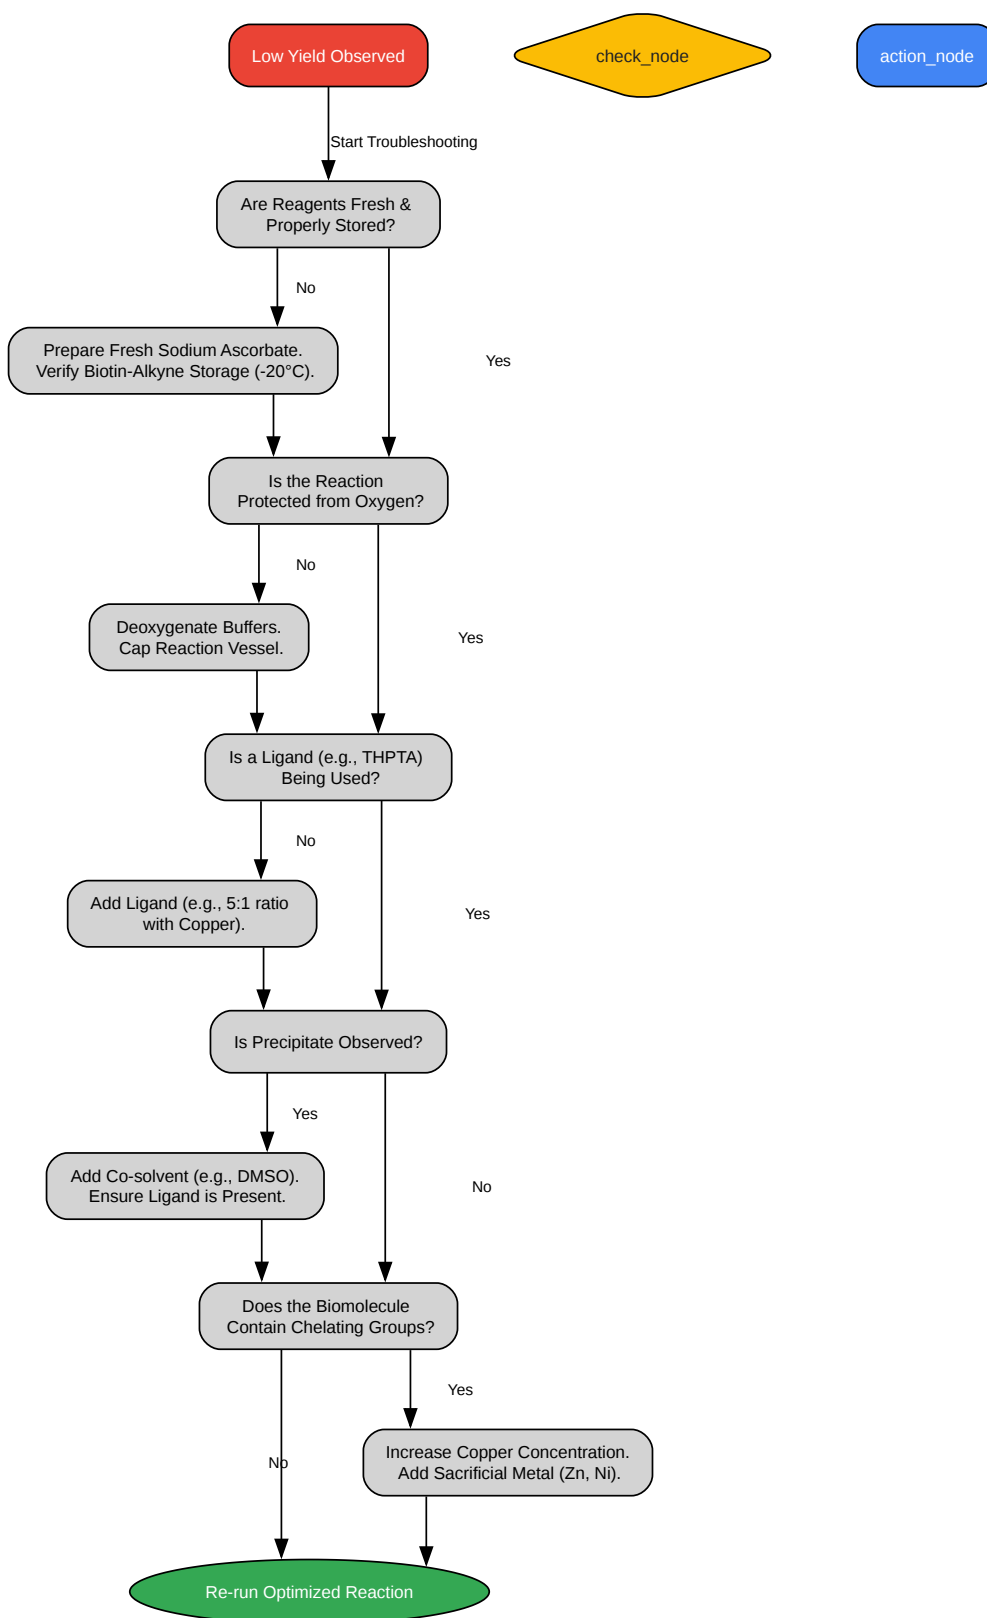 Low Yield Observed
check_node
action_node
Start Troubleshooting
Are Reagents Fresh &
Properly Stored?
No
Prepare Fresh Sodium Ascorbate.
Verify Biotin-Alkyne Storage (-20°C).
Yes
Is the Reaction
Protected from Oxygen?
No
Deoxygenate Buffers.
Cap Reaction Vessel.
Yes
Is a Ligand (e.g., THPTA)
Being Used?
No
Add Ligand (e.g., 5:1 ratio
with Copper).
Yes
Is Precipitate Observed?
Yes
Add Co-solvent (e.g., DMSO).
Ensure Ligand is Present.
No
Does the Biomolecule
Contain Chelating Groups?
Yes
Increase Copper Concentration.
Add Sacrificial Metal (Zn, Ni).
No
Re-run Optimized Reaction